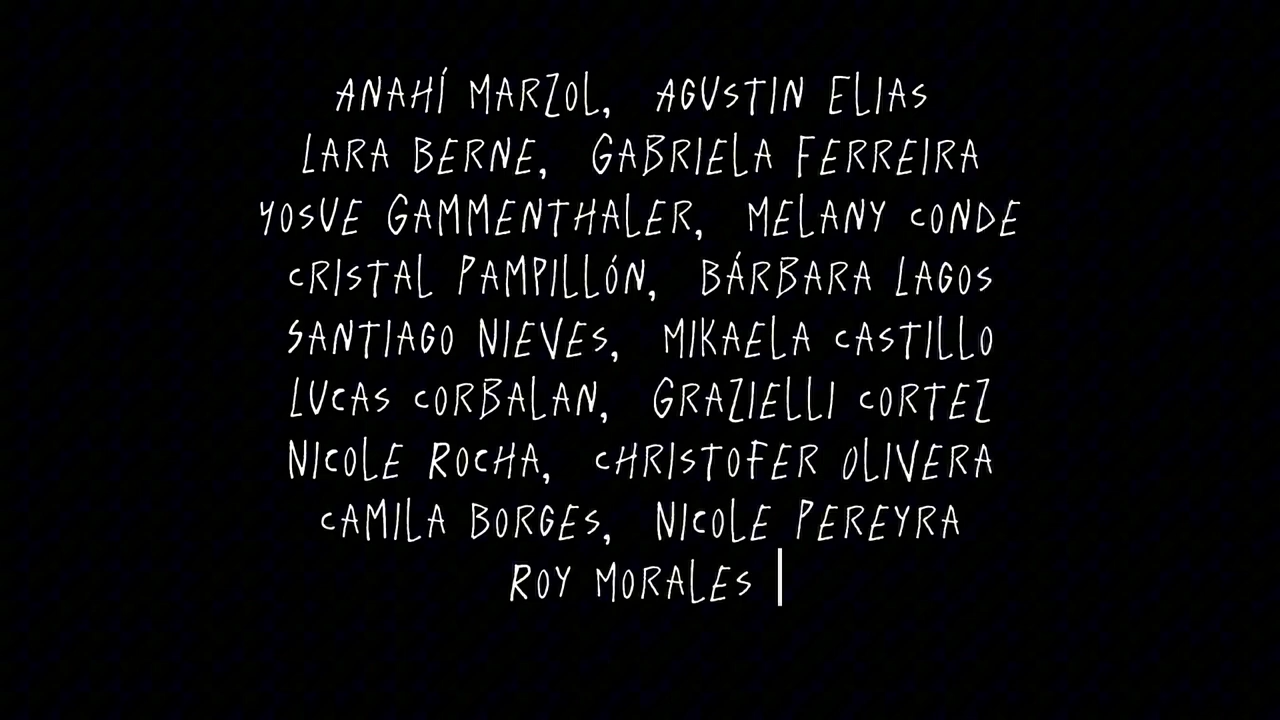 ANAHÍ MARZOL, AGUSTIN ELIAS
LARA BERNE, GABRIELA FERREIRA
YOSUE GAMMENTHALER, MELANY CONDE
CRISTAL PAMPILLÓN, BÁRBARA LAGOS
SANTIAGO NIEVES, MIKAELA CASTILLO
LUCAS CORBALAN, GRAZIELLI CORTEZ
NICOLE ROCHA, CHRISTOFER OLIVERA
CAMILA BORGES, NICOLE PEREYRA
ROY MORALES